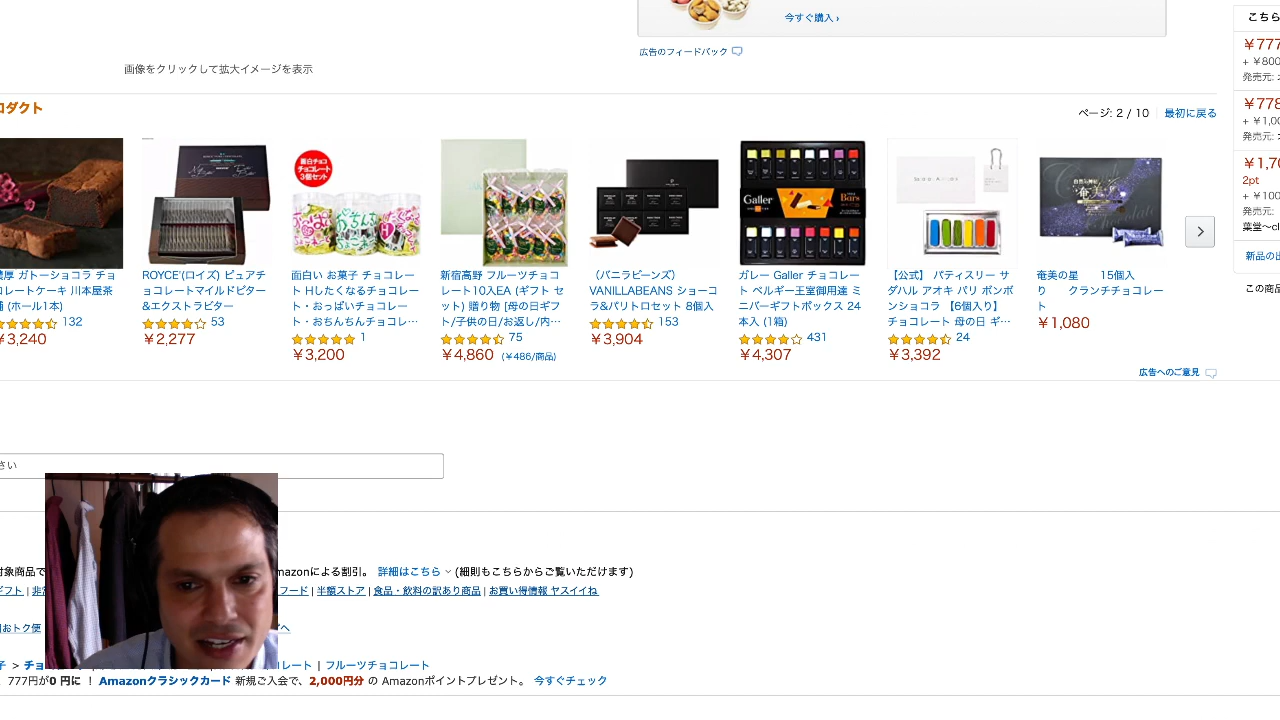 今すぐ購入 ›
広告のフィードバック
画像をクリックして拡大イメージを表示
こちら
￥777
+ ￥800
発売元:
￥778
+ ￥1,00
発売元:
￥1,70
2pt
+ ￥100
発売元:
菓堂〜cl
新品の出
この商品
ロダクト
ページ: 2 / 10 | 最初に戻る
濃厚 ガトーショコラ チョ
コレートケーキ 川本屋茶
舗 (ホール1本)
132
￥3,240
ROYCE'(ロイズ) ピュアチ
ョコレートマイルドビター
&エクストラビター
53
￥2,277
面白チョコ
チョコレート
3個セット
面白い お菓子 チョコレー
ト Hしたくなるチョコレー
ト・おっぱいチョコレー
ト・おちんちんチョコレ…
1
￥3,200
新宿高野 フルーツチョコ
レート10入EA (ギフト セ
ット) 贈り物 [母の日ギフ
ト/子供の日/お返し/内…
75
￥4,860 (￥486/商品)
（バニラビーンズ）
VANILLABEANS ショーコ
ラ&パリトロセット 8個入
153
￥3,904
Galler
Bars
ガレー Galler チョコレー
ト ベルギー王室御用達 ミ
ニバーギフトボックス 24
本入 (1箱)
431
￥4,307
【公式】 パティスリー サ
ダハル アオキ パリ ボンボ
ンショコラ 【6個入り】
チョコレート 母の日 ギ…
24
￥3,392
奄美の星 15個入
り クランチチョコレー
ト
￥1,080
広告へのご意見
さい
対象商品で
mazonによる割引。 詳細はこちら (細則もこちらからご覧いただけます)
ギフト | 非常
フード | 半額ストア | 食品・飲料の訳あり商品 | お買い得情報 ヤスイイね
おトク便
へ
子 > チョ
コレート | フルーツチョコレート
777円が0 円に ！ Amazonクラシックカード 新規ご入会で、2,000円分 の Amazonポイントプレゼント。 今すぐチェック